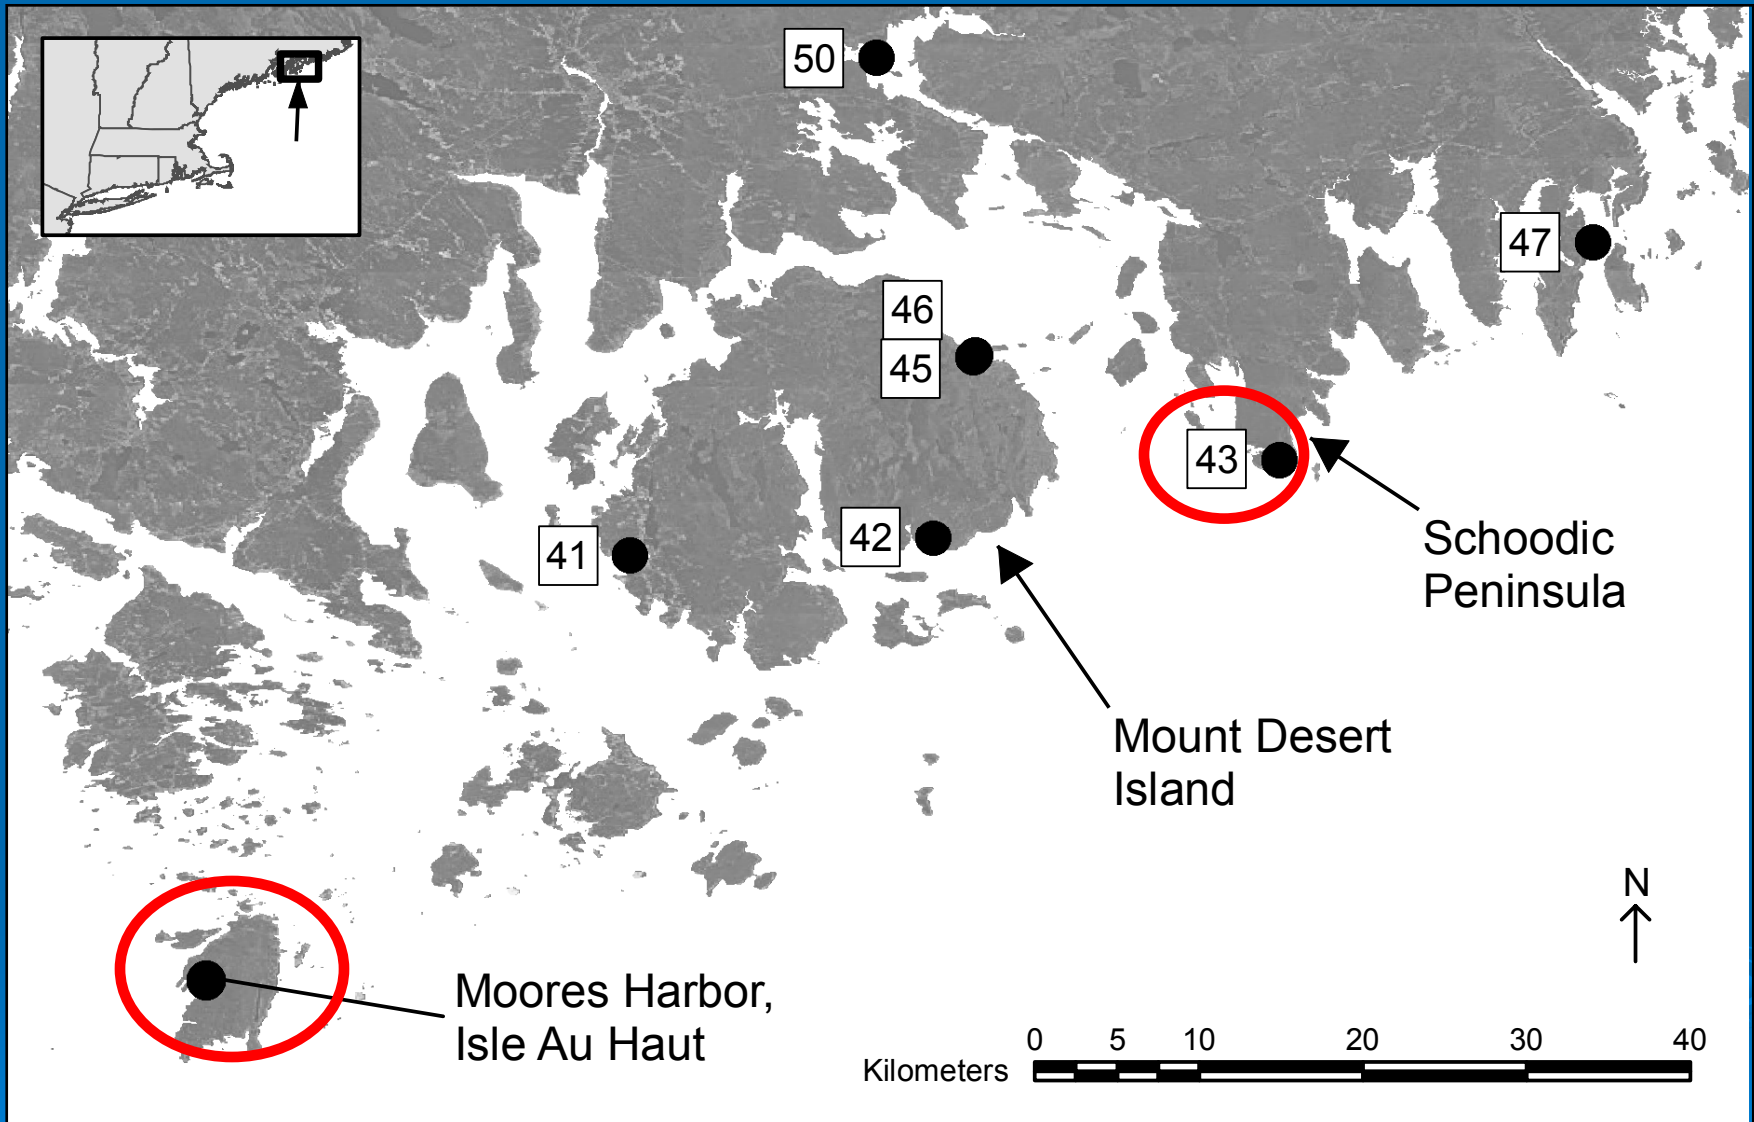 50
47
46
45
43
42
41
Schoodic
Peninsula
Mount Desert
Island
N
Moores Harbor,
Isle Au Haut
0 5 10 20 30 40
Kilometers